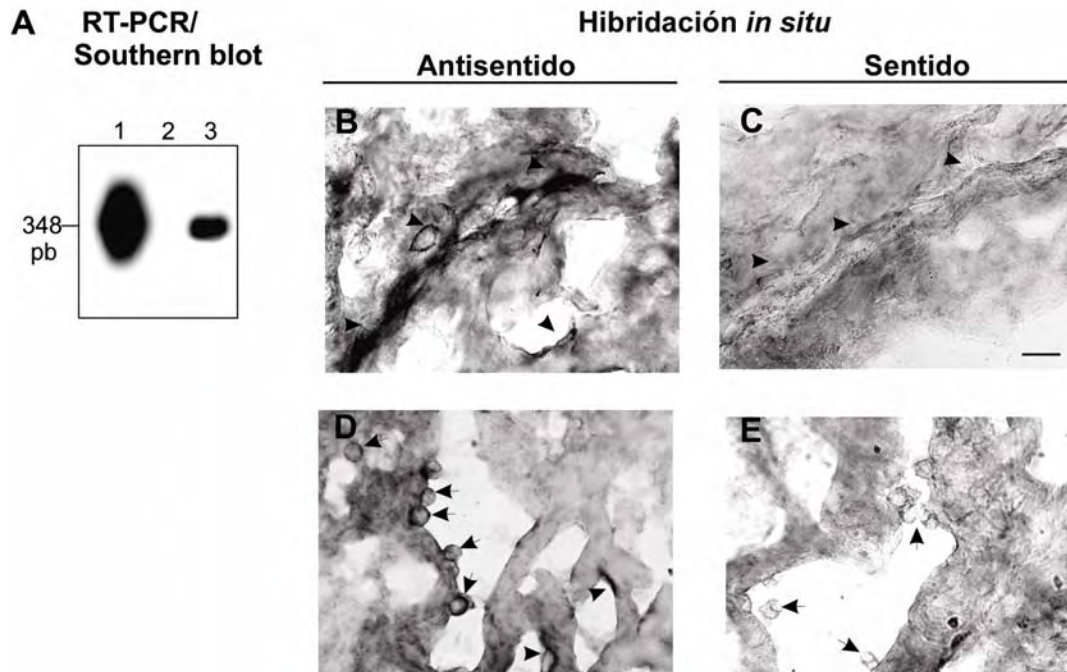 A
RT-PCR/
Southern blot
1 2 3
348
pb
Hibridación in situ
Antisentido
Sentido
B
C
D
E